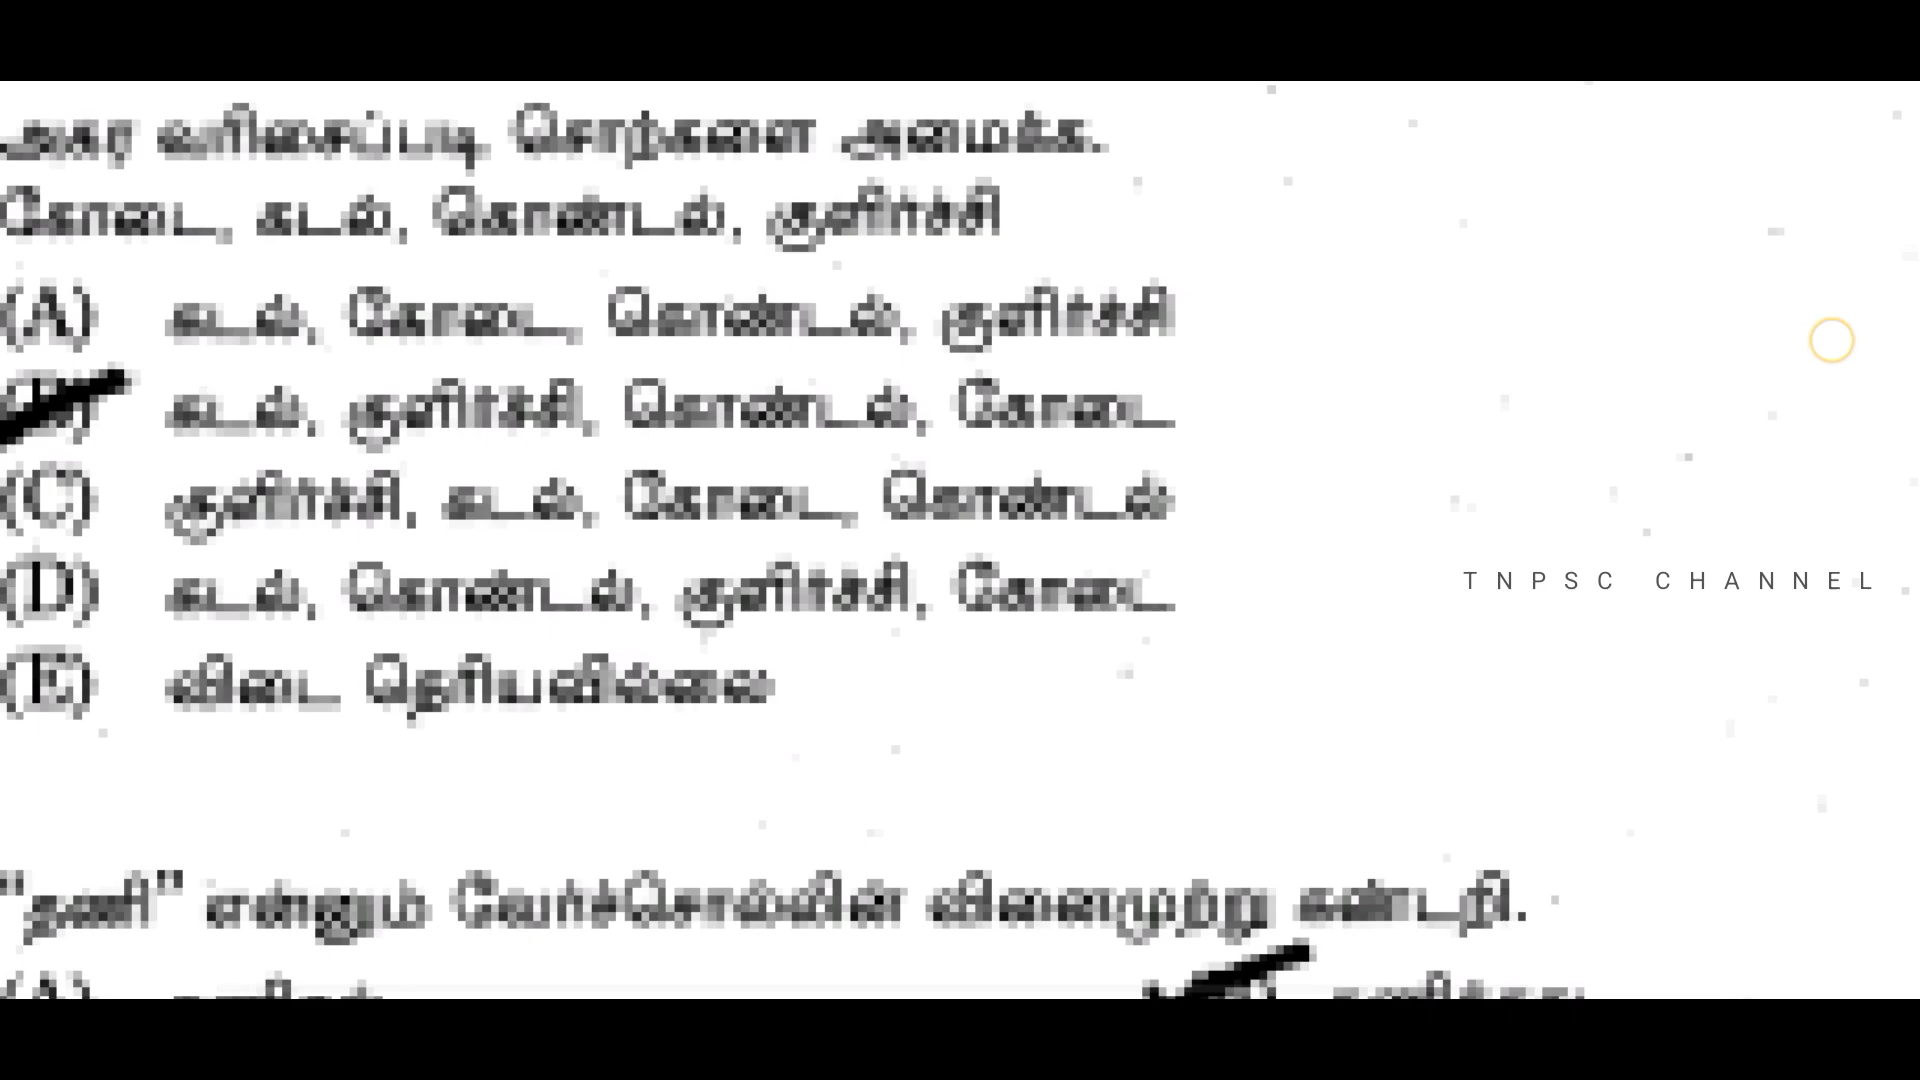 அகர வரிசைப்படி சொற்களை அமைக்க.
கோடை, கடல், கொண்டல், குளிர்ச்சி
(A) கடல், கோடை, கொண்டல், குளிர்ச்சி
கடல், குளிர்ச்சி, கொண்டல், கோடை
(C) குளிர்ச்சி, கடல், கோடை, கொண்டல்
(D) கடல், கொண்டல், குளிர்ச்சி, கோடை
TNPSC CHANNEL
(E) விடை தெரியவில்லை
"தணி" என்னும் வேர்ச்சொல்லின் வினைமுற்று கண்டறி.
(A)